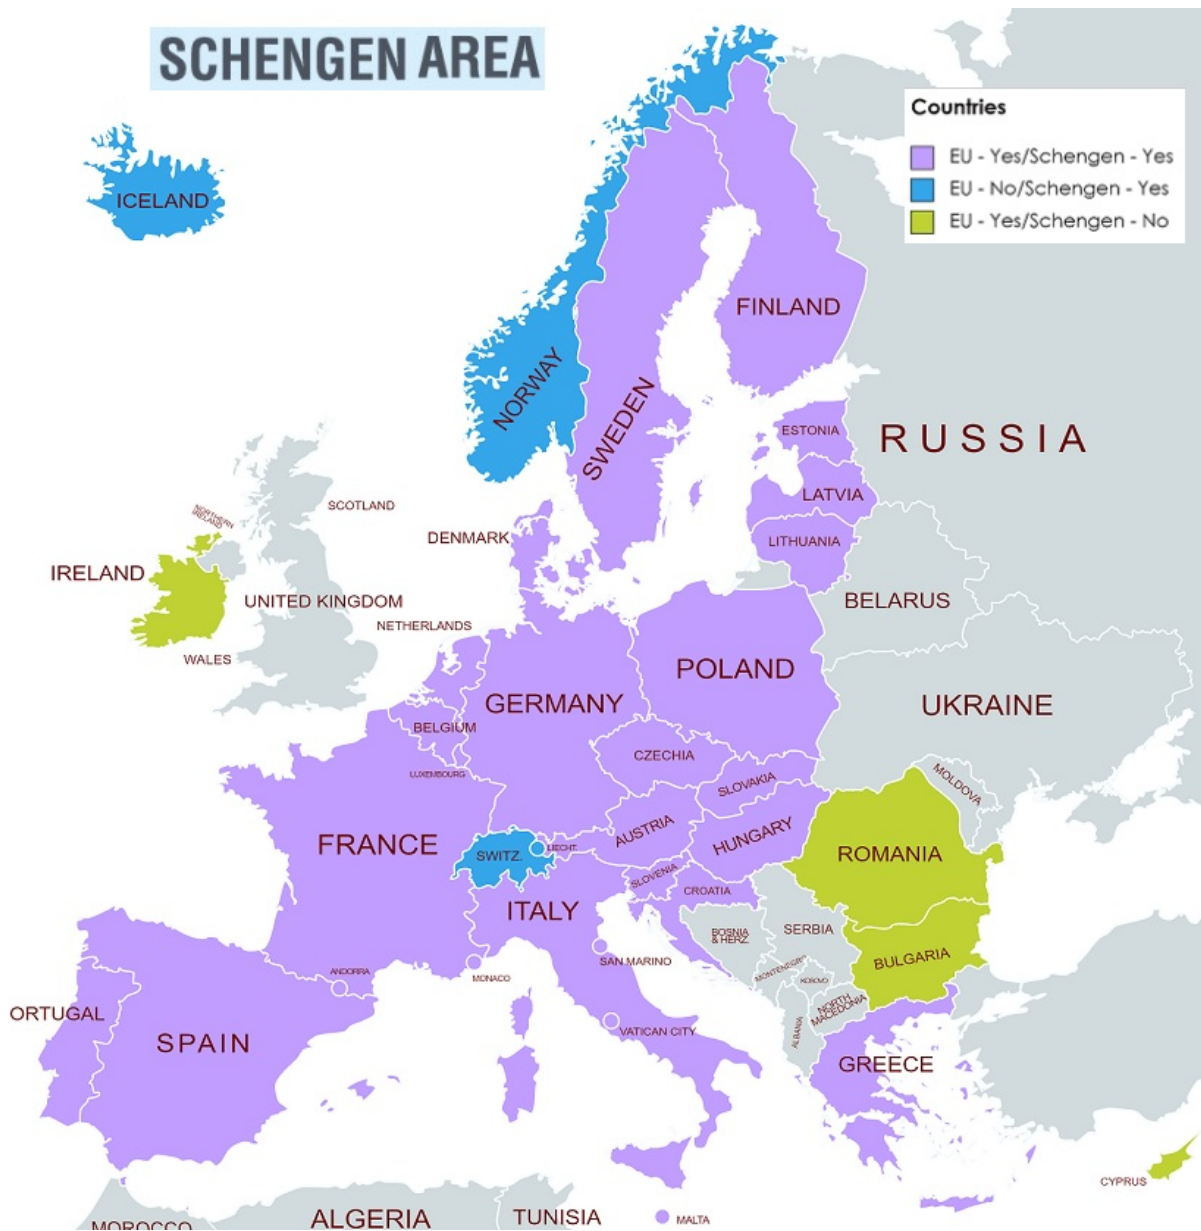 SCHENGEN AREA
Countries
EU - Yes/Schengen - Yes
EU - No/Schengen - Yes
EU - Yes/Schengen - No
ICELAND
FINLAND
NORWAY
SWEDEN
ESTONIA
RUSSIA
LATVIA
SCOTLAND
NORTHERN
IRELAND
DENMARK
LITHUANIA
IRELAND
UNITED KINGDOM
BELARUS
NETHERLANDS
WALES
POLAND
GERMANY
UKRAINE
BELGIUM
CZECHIA
LUXEMBOURG
SLOVAKIA
MOLDOVA
FRANCE
AUSTRIA
HUNGARY
SWITZ.
LIECHT.
ROMANIA
SLOVENIA
CROATIA
ITALY
BOSNIA
& HERZ.
SERBIA
SAN MARINO
BULGARIA
ANDORRA
MONACO
MONTENEGRO
KOSOVO
NORTH
MACEDONIA
ORTUGAL
SPAIN
VATICAN CITY
ALBANIA
GREECE
CYPRUS
MOROCCO
ALGERIA
TUNISIA
MALTA